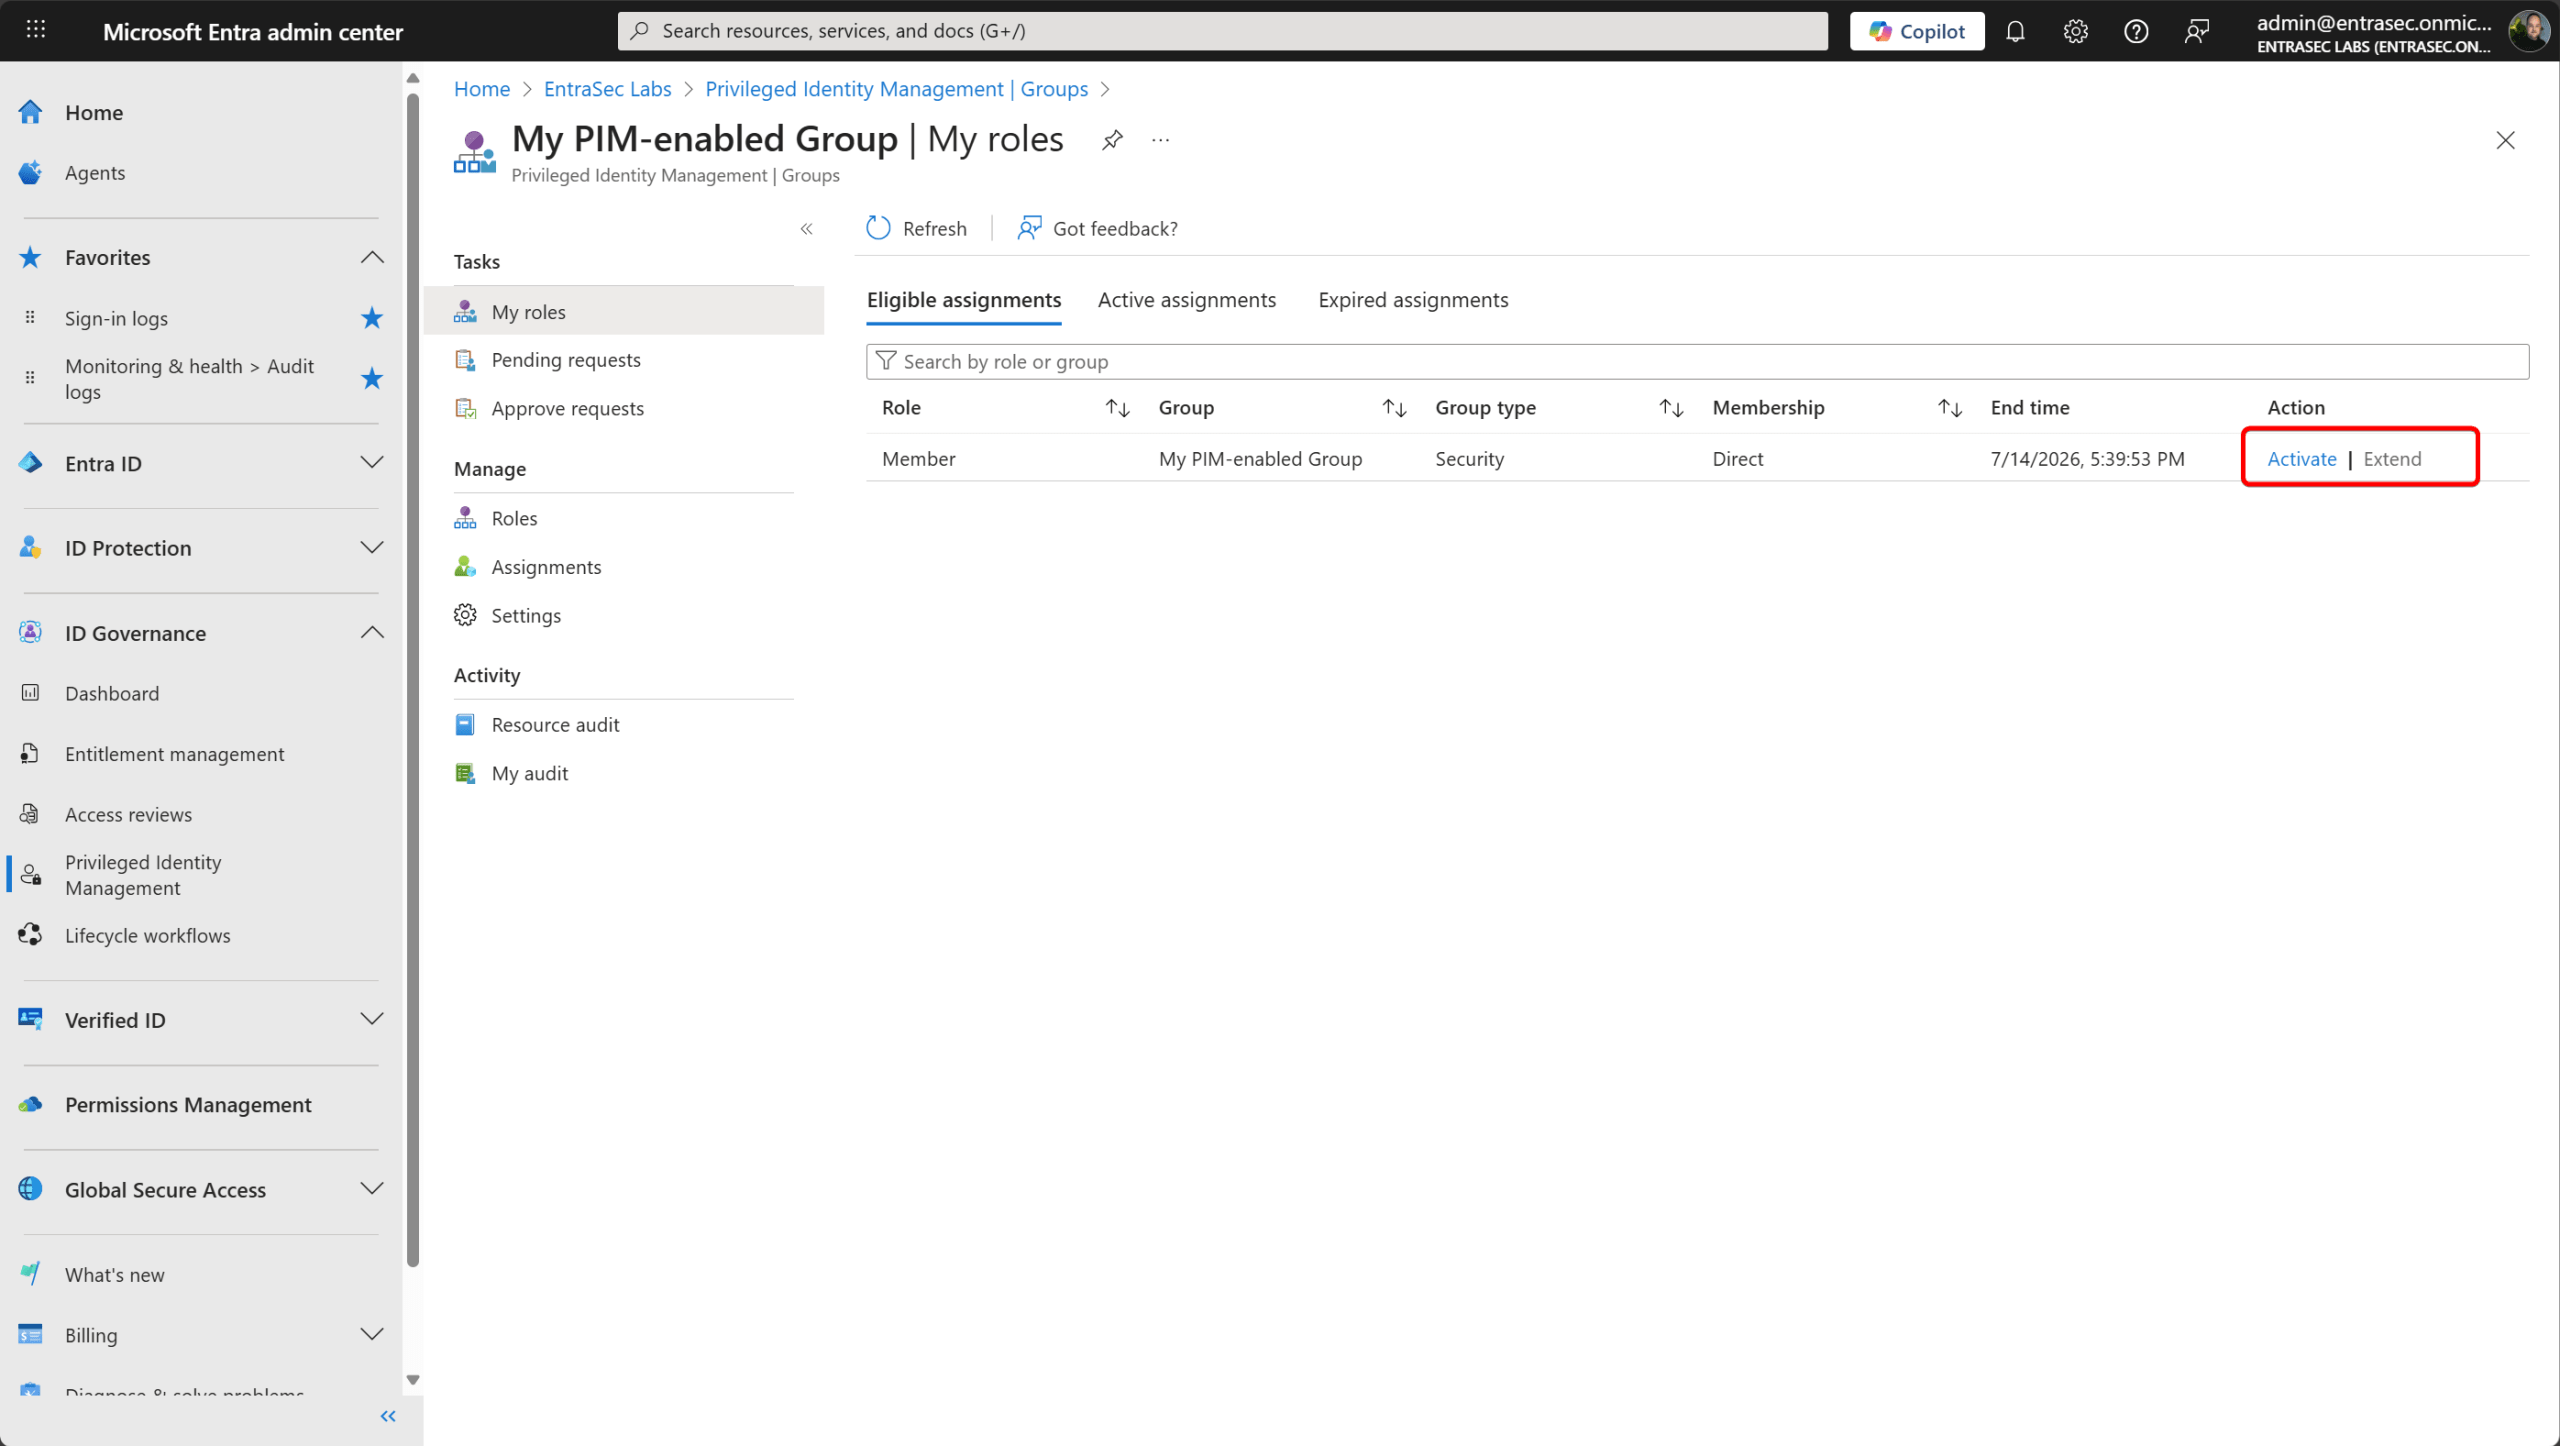 Microsoft Entra admin center
Search resources, services, and docs (G+/)
Copilot
admin@entrasec.onmic...
ENTRASEC LABS (ENTRASEC.ON...
Home
Agents
Favorites
Sign-in logs
Monitoring & health > Audit
logs
Entra ID
ID Protection
ID Governance
Dashboard
Entitlement management
Access reviews
Privileged Identity
Management
Lifecycle workflows
Verified ID
Permissions Management
Global Secure Access
What's new
Billing
Diagnose & solve problems
Home > EntraSec Labs > Privileged Identity Management | Groups >
My PIM-enabled Group | My roles
Privileged Identity Management | Groups
Tasks
My roles
Pending requests
Approve requests
Manage
Roles
Assignments
Settings
Activity
Resource audit
My audit
Refresh
Got feedback?
Eligible assignments Active assignments Expired assignments
Search by role or group
Role Group Group type Membership End time Action
Member My PIM-enabled Group Security Direct 7/14/2026, 5:39:53 PM Activate | Extend